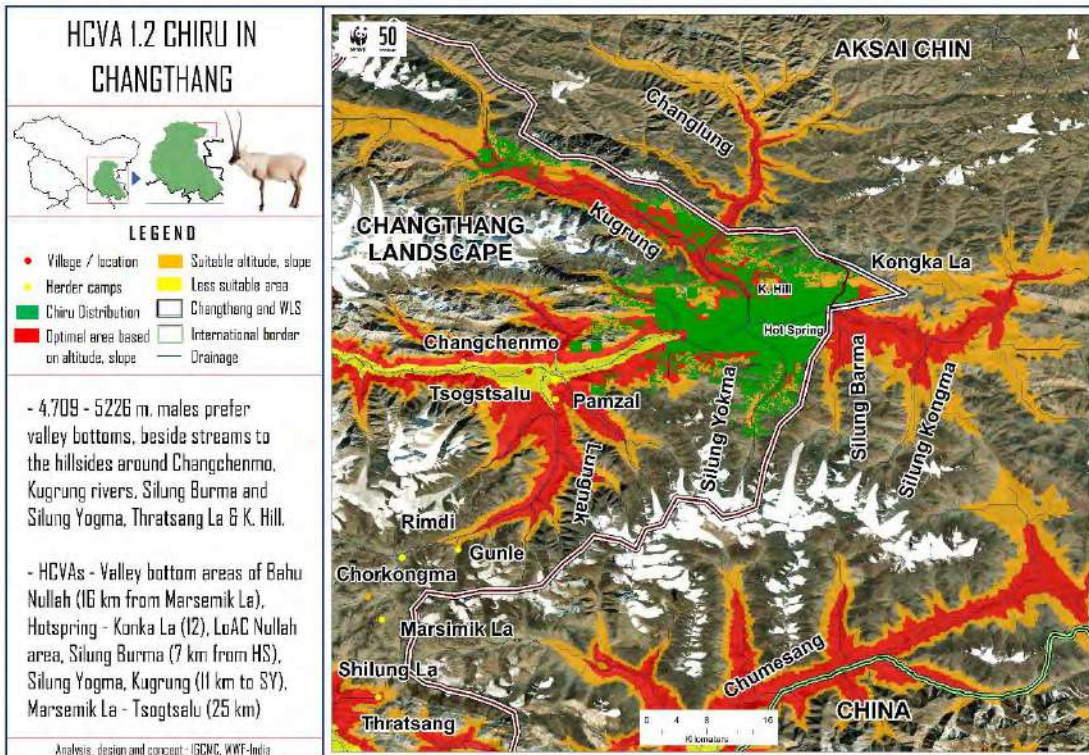 HCVA 1.2 CHIRU IN
CHANGTHANG
LEGEND
Village / location
Herder camps
Chiru Distribution
Optimal area based
on altitude, slope
Suitable altitude, slope
Less suitable area
Changtheng and WLS
International border
Drainage
- 4,709 - 5226 m, males prefer
valley bottoms, beside streams to
the hillsides around Changchenmo,
Kugrung rivers, Silung Burma and
Silung Yogma, Thratsang La & K. Hill.
- HCVAs - Valley bottom areas of Bahu
Nullah (16 km from Marsemik La),
Hotspring - Konka La (12), LoAC Nullah
area, Silung Burma (7 km from HS),
Silung Yogma, Kugrung (11 km to SY),
Marsemik La - Tsogtsalu (25 km)
Analysis, design and concept - IGCMC, WWF-India
WWF
50
AKSAI CHIN
N
Changlung
CHANGTHANG
LANDSCAPE
Kugrung
Kongka La
K. Hill
Hot Spring
Changchenmo
Tsogstsalu
Pamzal
Lungnak
Silung Yokma
Silung Barma
Silung Kongma
Rimdi
Gunle
Chorkongma
Marsimik La
Shilung La
Thratsang
Chumesang
CHINA
0 4 8 16
Kilometers